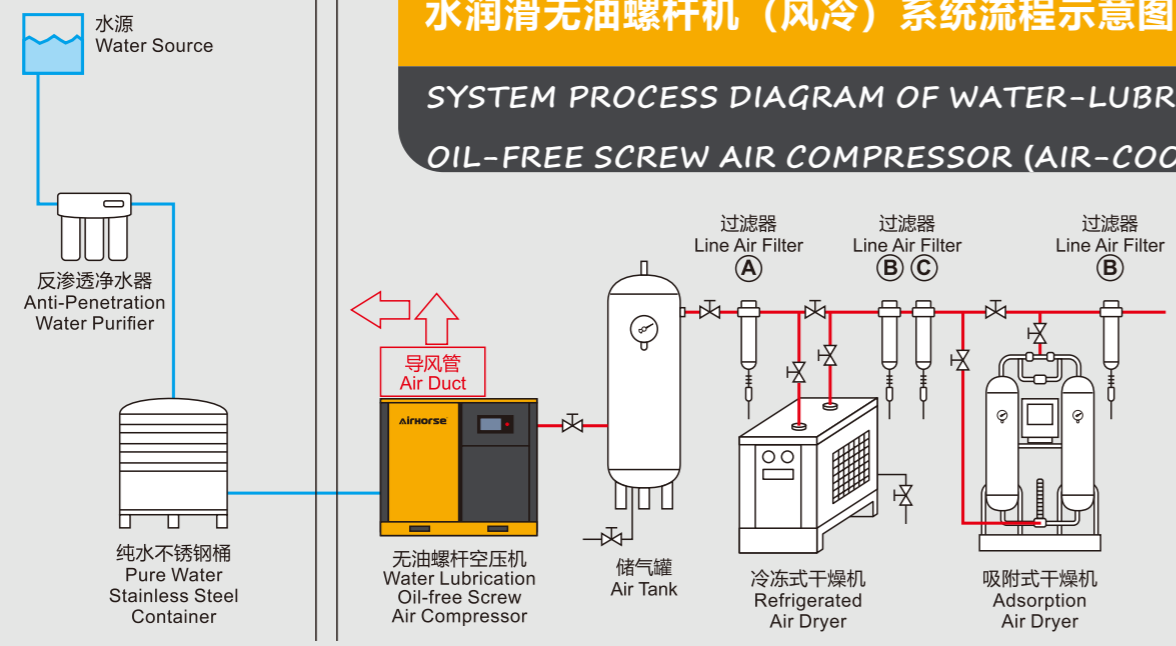 水润滑无油螺杆机（风冷）系统流程示意图
SYSTEM PROCESS DIAGRAM OF WATER-LUBR
OIL-FREE SCREW AIR COMPRESSOR (AIR-COO
水源
Water Source
反渗透净水器
Anti-Penetration
Water Purifier
纯水不锈钢桶
Pure Water
Stainless Steel
Container
导风管
Air Duct
AIRHORSE
无油螺杆空压机
Water Lubrication
Oil-free Screw
Air Compressor
储气罐
Air Tank
过滤器
Line Air Filter
A
过滤器
Line Air Filter
B C
过滤器
Line Air Filter
B
冷冻式干燥机
Refrigerated
Air Dryer
吸附式干燥机
Adsorption
Air Dryer